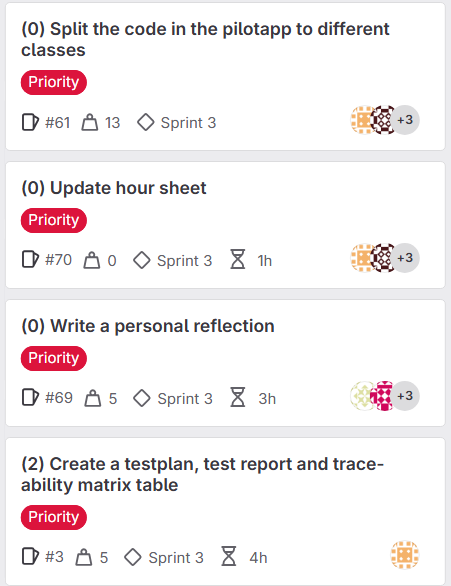 (0) Split the code in the pilotapp to different
classes
Priority
#61 13 Sprint 3 +3
(0) Update hour sheet
Priority
#70 0 Sprint 3 1h +3
(0) Write a personal reflection
Priority
#69 5 Sprint 3 3h +3
(2) Create a testplan, test report and trace-
ability matrix table
Priority
#3 5 Sprint 3 4h